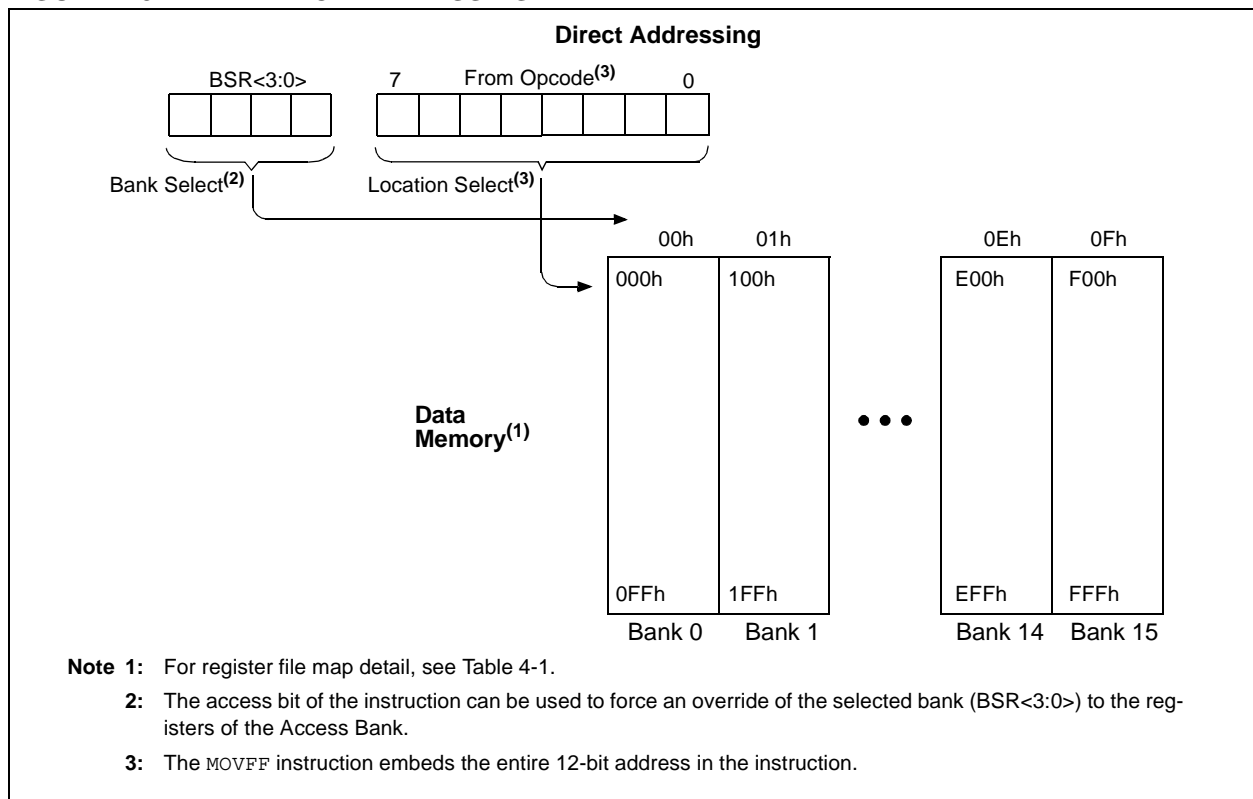 Direct Addressing
BSR<3:0>
7 From Opcode(3) 0
Bank Select(2) Location Select(3)
00h 01h 0Eh 0Fh
000h 100h E00h F00h
Data
Memory(1)
0FFh 1FFh EFFh FFFh
Bank 0 Bank 1 Bank 14 Bank 15
Note 1: For register file map detail, see Table 4-1.
2: The access bit of the instruction can be used to force an override of the selected bank (BSR<3:0>) to the reg-
isters of the Access Bank.
3: The MOVFF instruction embeds the entire 12-bit address in the instruction.